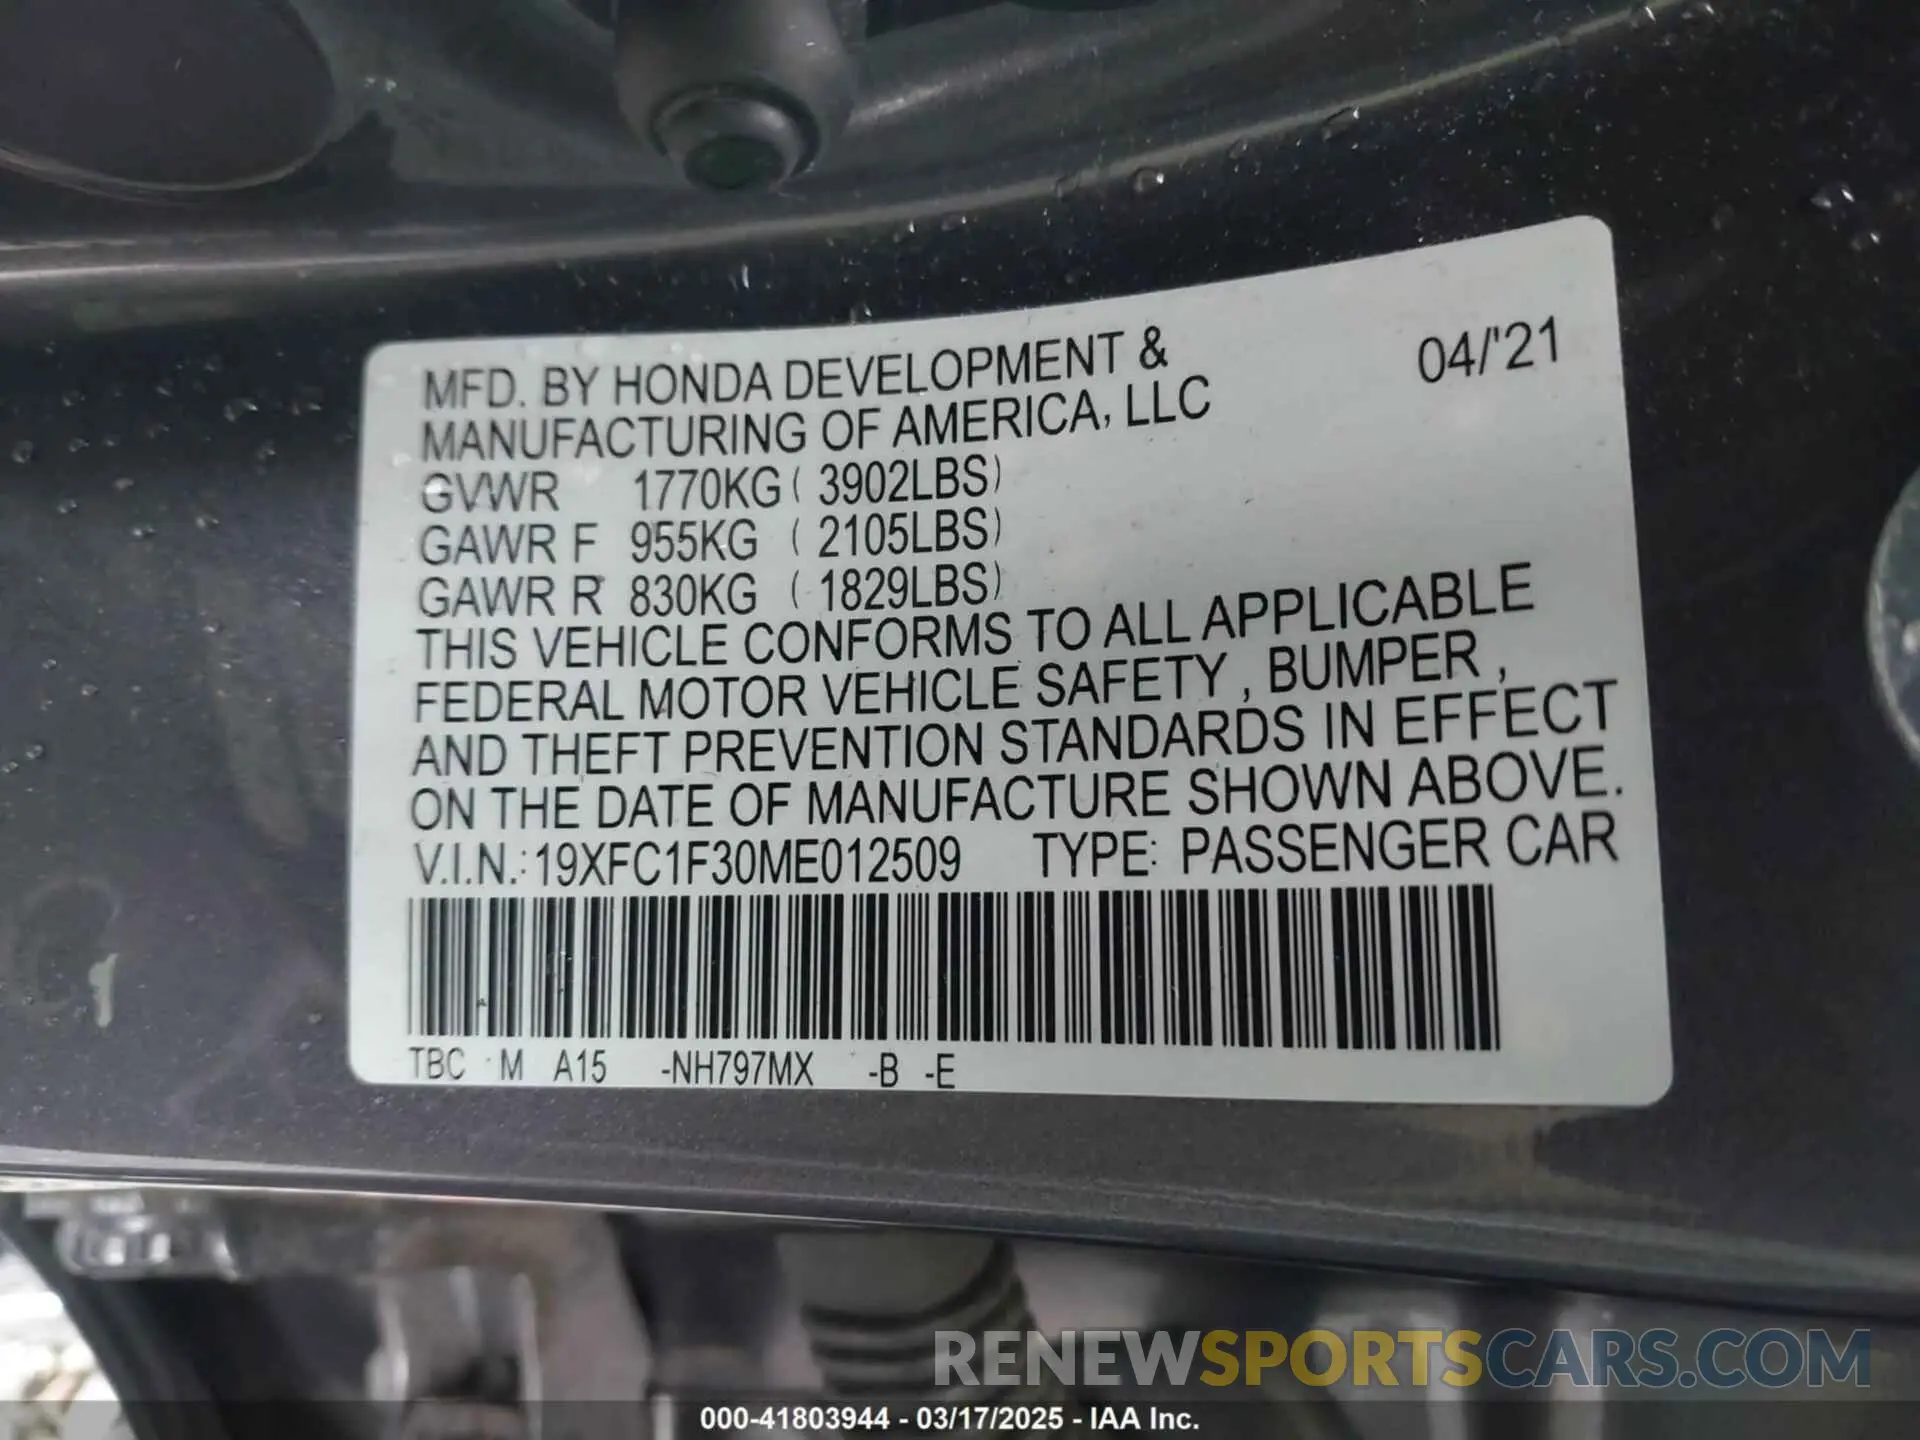 MFD. BY HONDA DEVELOPMENT & 04/'21
MANUFACTURING OF AMERICA, LLC
GVWR 1770KG ( 3902LBS)
GAWR F 955KG ( 2105LBS)
GAWR R 830KG ( 1829LBS)
THIS VEHICLE CONFORMS TO ALL APPLICABLE
FEDERAL MOTOR VEHICLE SAFETY , BUMPER ,
AND THEFT PREVENTION STANDARDS IN EFFECT
ON THE DATE OF MANUFACTURE SHOWN ABOVE.
V.I.N.: 19XFC1F30ME012509 TYPE: PASSENGER CAR
TBC M A15 -NH797MX -B -E
RENEWSPORTSCARS.COM
000-41803944 - 03/17/2025 - IAA Inc.